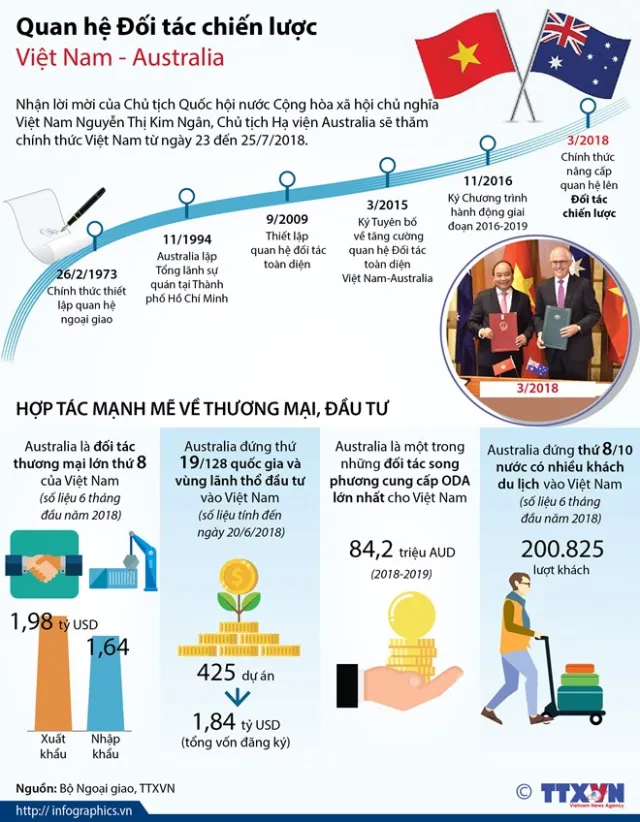 Quan hệ Đối tác chiến lược
Việt Nam - Australia
Nhận lời mời của Chủ tịch Quốc hội nước Cộng hòa xã hội chủ nghĩa
Việt Nam Nguyễn Thị Kim Ngân, Chủ tịch Hạ viện Australia sẽ thăm
chính thức Việt Nam từ ngày 23 đến 25/7/2018.
26/2/1973
Chính thức thiết
lập quan hệ
ngoại giao
11/1994
Australia lập
Tổng lãnh sự
quán tại Thành
phố Hồ Chí Minh
9/2009
Thiết lập
quan hệ đối tác
toàn diện
3/2015
Ký Tuyên bố
về tăng cường
quan hệ Đối tác
toàn diện
Việt Nam-Australia
11/2016
Ký Chương trình
hành động giai
đoạn 2016-2019
3/2018
Chính thức
nâng cấp
quan hệ lên
Đối tác
chiến lược
3/2018
HỢP TÁC MẠNH MẼ VỀ THƯƠNG MẠI, ĐẦU TƯ
Australia là đối tác
thương mại lớn thứ 8
của Việt Nam
(số liệu 6 tháng
đầu năm 2018)
1,98 tỷ USD
1,64
Xuất
khẩu
Nhập
khẩu
Australia đứng thứ
19/128 quốc gia và
vùng lãnh thổ đầu tư
vào Việt Nam
(số liệu tính đến
ngày 20/6/2018)
425 dự án
1,84 tỷ USD
(tổng vốn đăng ký)
Australia là một trong
những đối tác song
phương cung cấp ODA
lớn nhất cho Việt Nam
84,2 triệu AUD
(2018-2019)
Australia đứng thứ 8/10
nước có nhiều khách
du lịch vào Việt Nam
(số liệu 6 tháng
đầu năm 2018)
200.825
lượt khách
Nguồn: Bộ Ngoại giao, TTXVN
© TTXVN
Vietnam News Agency
http:// infographics.vn